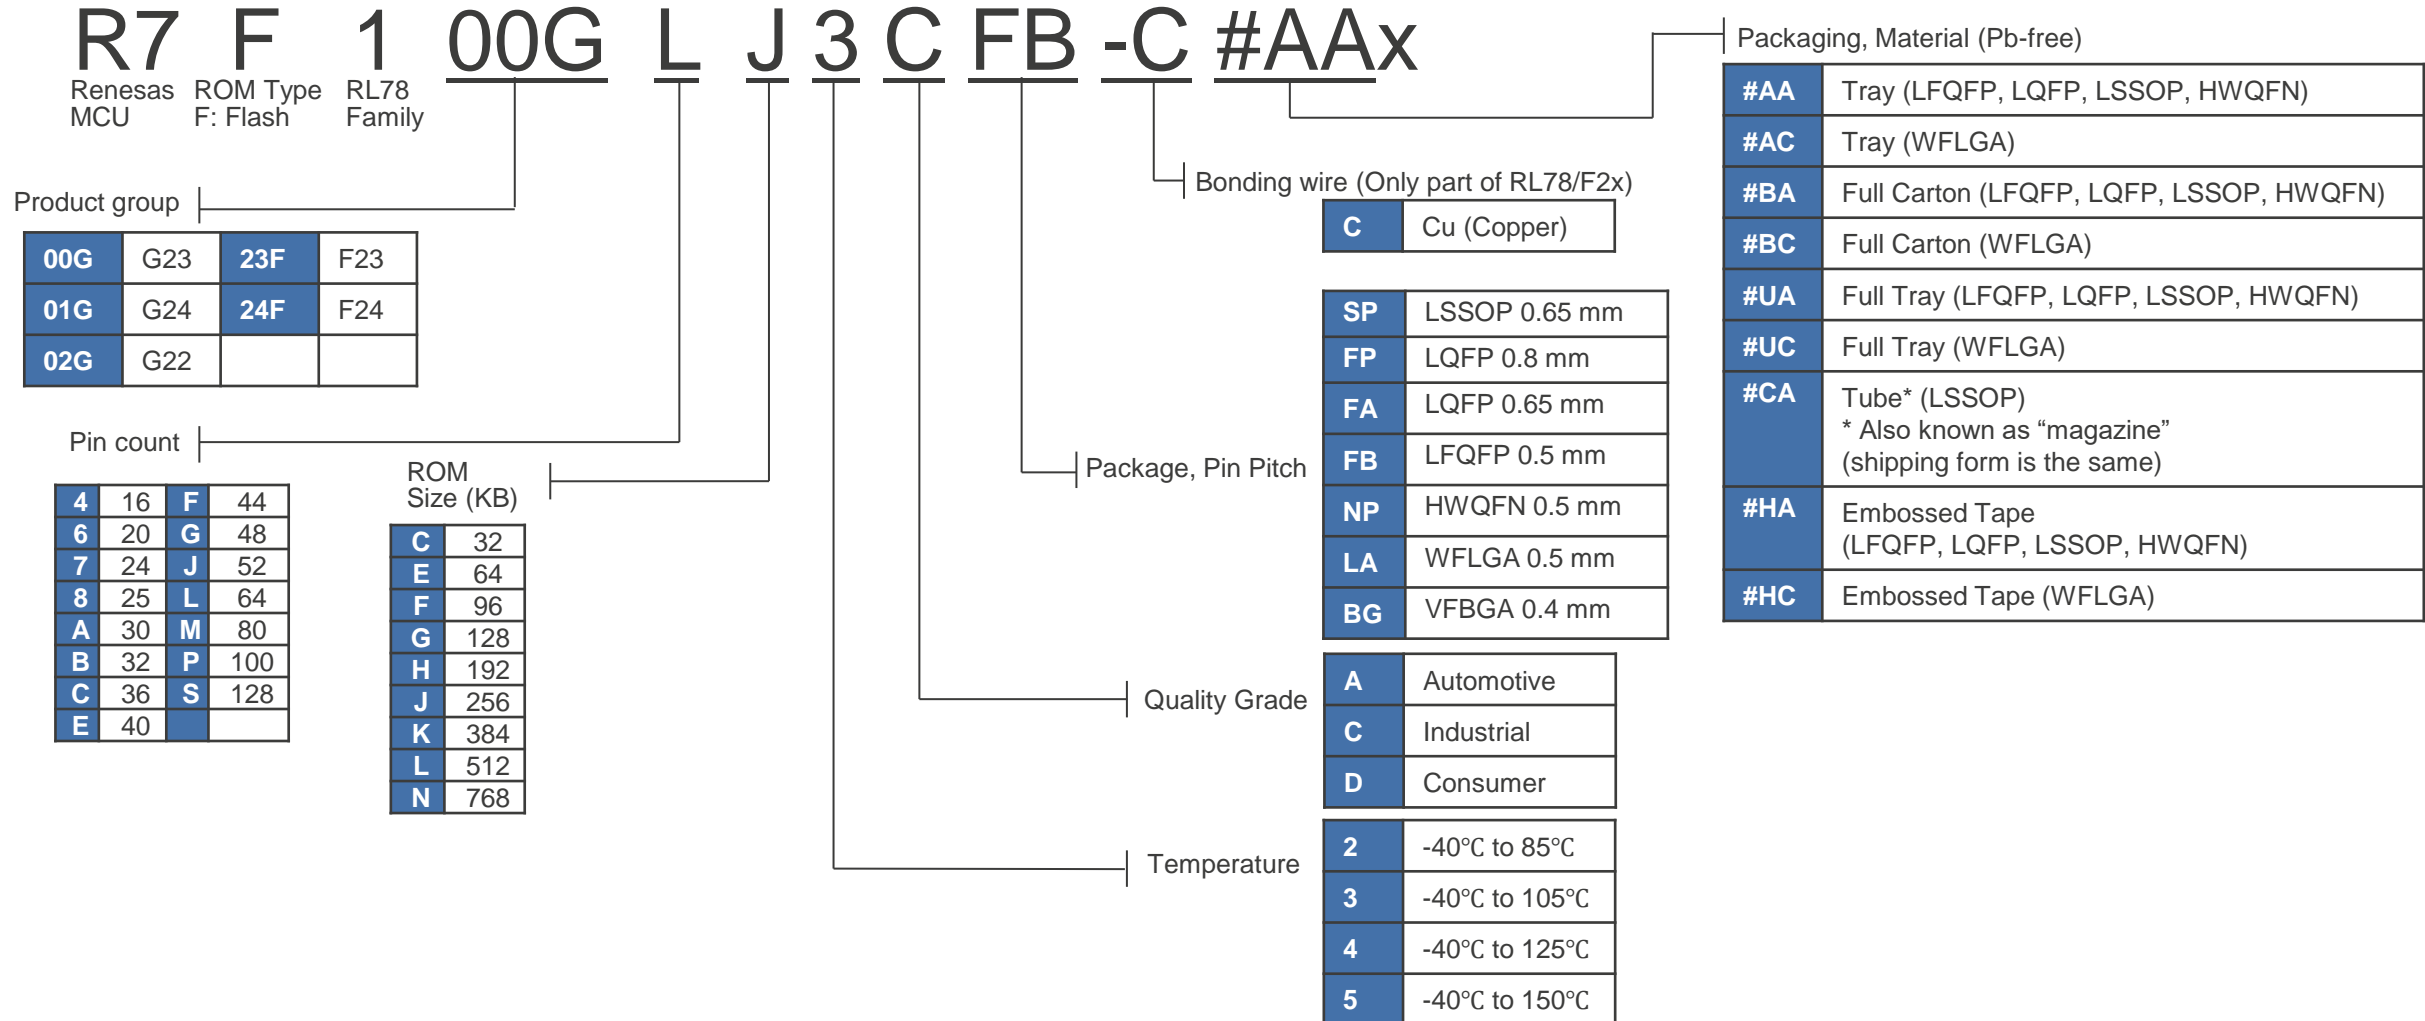 R7 F 1 00G L J 3 C FB -C #AAx
Renesas MCU
ROM Type F: Flash
RL78 Family
Product group
00G G23 23F F23
01G G24 24F F24
02G G22
Pin count
4 16 F 44
6 20 G 48
7 24 J 52
8 25 L 64
A 30 M 80
B 32 P 100
C 36 S 128
E 40
ROM
Size (KB)
C 32
E 64
F 96
G 128
H 192
J 256
K 384
L 512
N 768
Bonding wire (Only part of RL78/F2x)
C Cu (Copper)
Package, Pin Pitch
SP LSSOP 0.65 mm
FP LQFP 0.8 mm
FA LQFP 0.65 mm
FB LFQFP 0.5 mm
NP HWQFN 0.5 mm
LA WFLGA 0.5 mm
BG VFBGA 0.4 mm
Quality Grade
A Automotive
C Industrial
D Consumer
Temperature
2 -40℃ to 85℃
3 -40℃ to 105℃
4 -40℃ to 125℃
5 -40℃ to 150℃
Packaging, Material (Pb-free)
#AA Tray (LFQFP, LQFP, LSSOP, HWQFN)
#AC Tray (WFLGA)
#BA Full Carton (LFQFP, LQFP, LSSOP, HWQFN)
#BC Full Carton (WFLGA)
#UA Full Tray (LFQFP, LQFP, LSSOP, HWQFN)
#UC Full Tray (WFLGA)
#CA Tube* (LSSOP)
* Also known as “magazine”
(shipping form is the same)
#HA Embossed Tape
(LFQFP, LQFP, LSSOP, HWQFN)
#HC Embossed Tape (WFLGA)